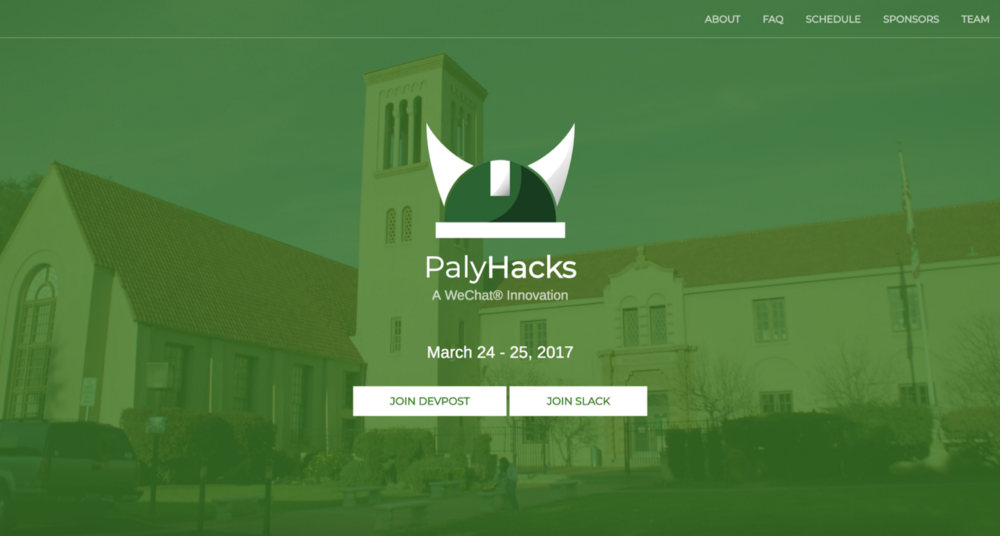 ABOUT FAQ SCHEDULE SPONSORS TEAM
PalyHacks
A WeChat® Innovation
March 24 - 25, 2017
JOIN DEVPOST JOIN SLACK